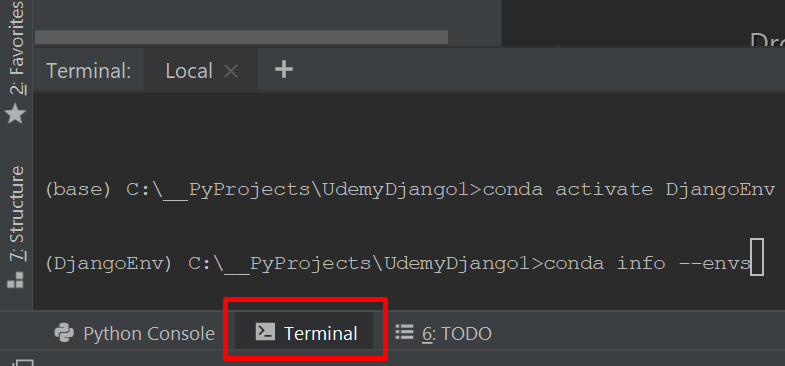 2: Favorites
7: Structure
Dr
Terminal: Local
(base) C:\__PyProjects\UdemyDjango1>conda activate DjangoEnv
(DjangoEnv) C:\__PyProjects\UdemyDjango1>conda info --envs
Python Console Terminal 6: TODO